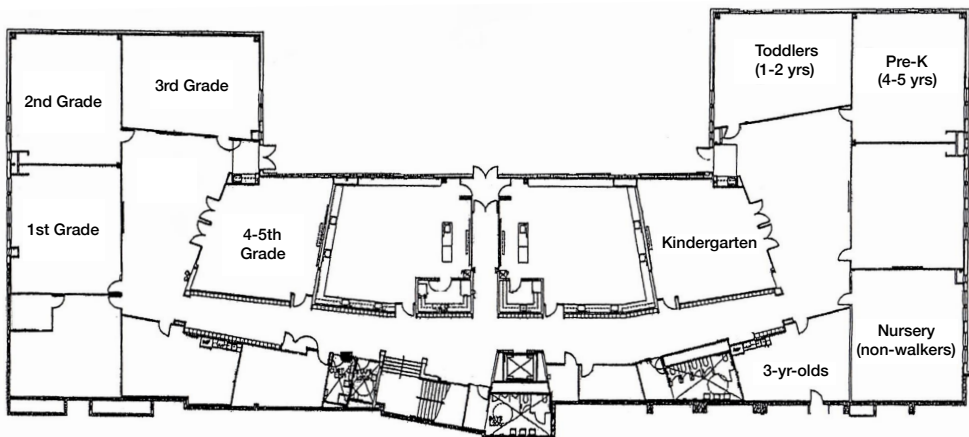 2nd Grade
3rd Grade
Toddlers
(1-2 yrs)
Pre-K
(4-5 yrs)
1st Grade
4-5th
Grade
Kindergarten
Nursery
(non-walkers)
3-yr-olds